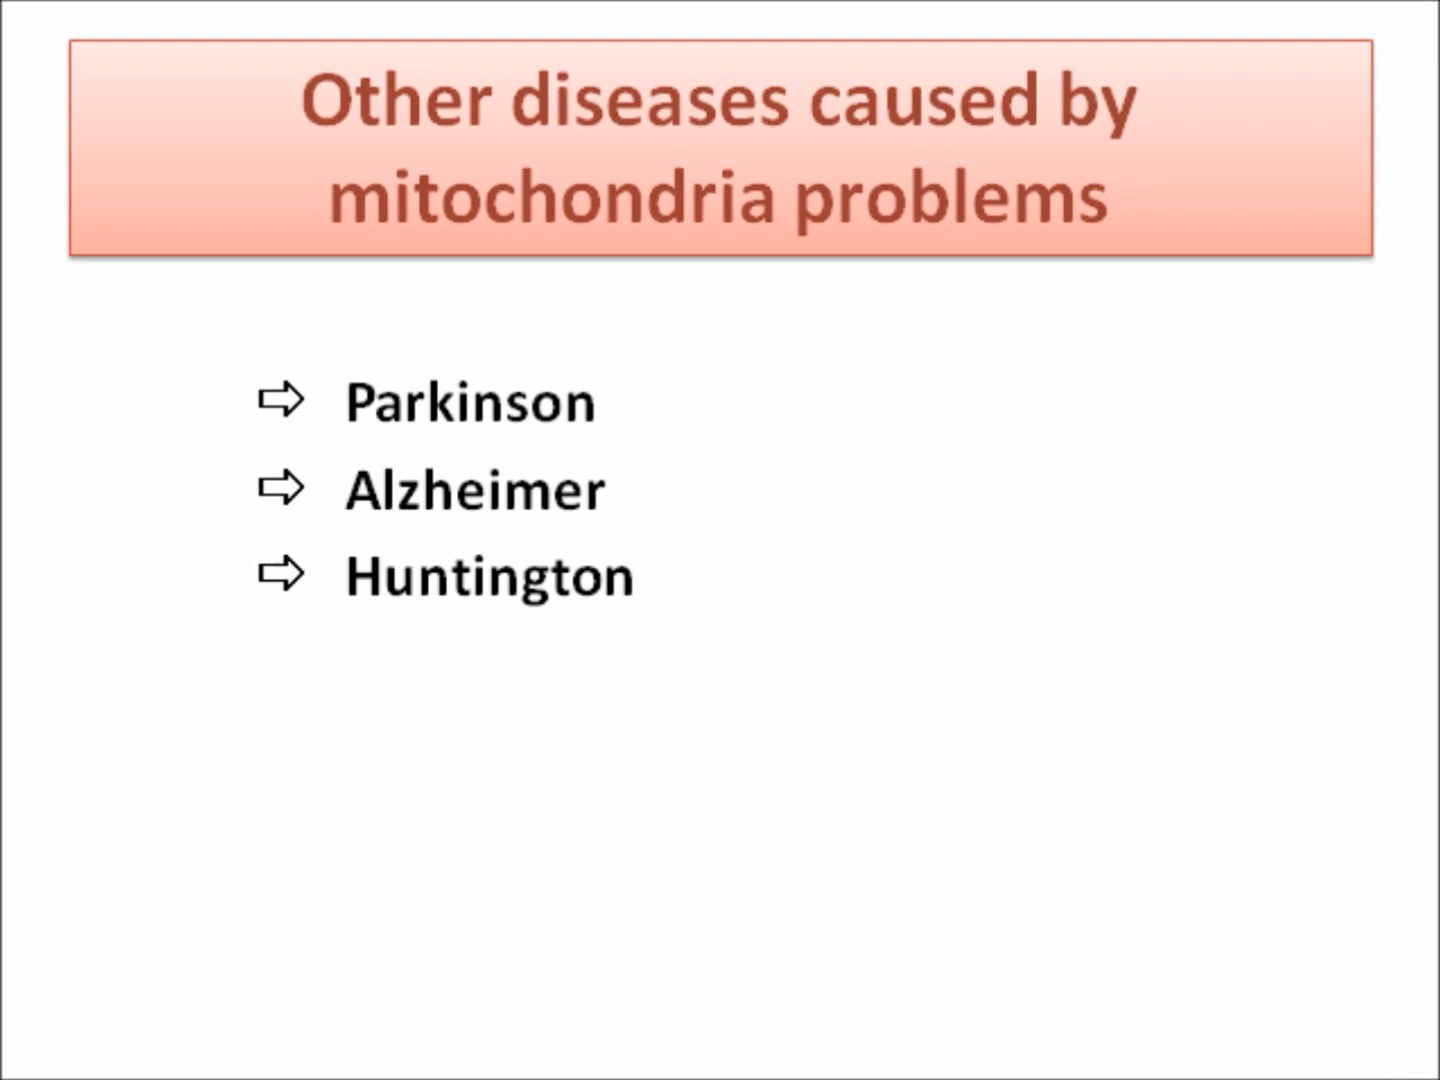 Other diseases caused by
mitochondria problems
⇨ Parkinson
⇨ Alzheimer
⇨ Huntington